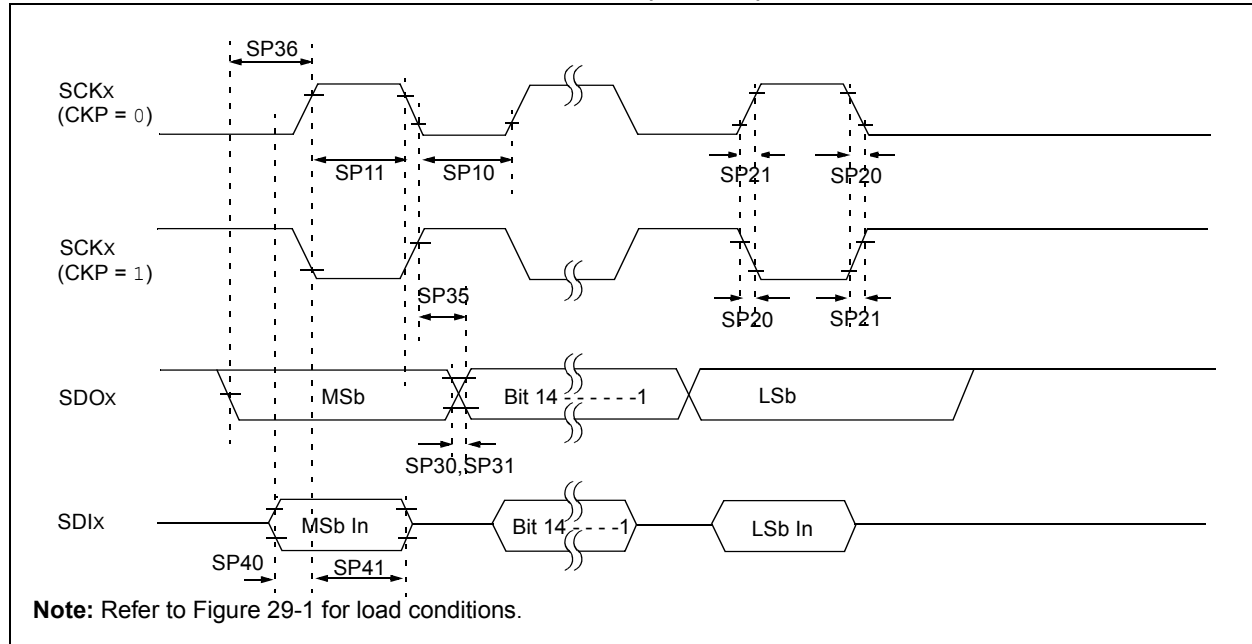 SP36
SCKx
(CKP = 0)
SP11
SP10
SP21
SP20
SCKx
(CKP = 1)
SP35
SP20
SP21
SDOx
MSb
Bit 14 - - - - - -1
LSb
SP30,SP31
SDIx
MSb In
Bit 14 - - - -1
LSb In
SP40
SP41
Note: Refer to Figure 29-1 for load conditions.